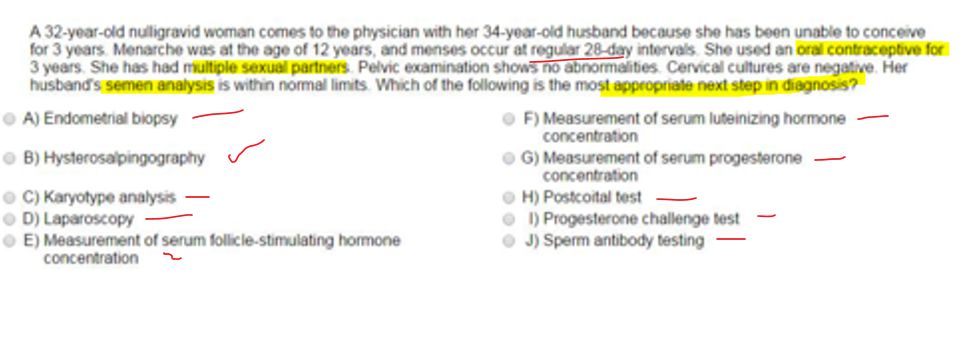 A 32-year-old nulligravid woman comes to the physician with her 34-year-old husband because she has been unable to conceive
for 3 years. Menarche was at the age of 12 years, and menses occur at regular 28-day intervals. She used an oral contraceptive for
3 years. She has had multiple sexual partners. Pelvic examination shows no abnormalities. Cervical cultures are negative. Her
husband's semen analysis is within normal limits. Which of the following is the most appropriate next step in diagnosis?
A) Endometrial biopsy
B) Hysterosalpingography
C) Karyotype analysis
D) Laparoscopy
E) Measurement of serum follicle-stimulating hormone
concentration
F) Measurement of serum luteinizing hormone
concentration
G) Measurement of serum progesterone
concentration
H) Postcoital test
I) Progesterone challenge test
J) Sperm antibody testing